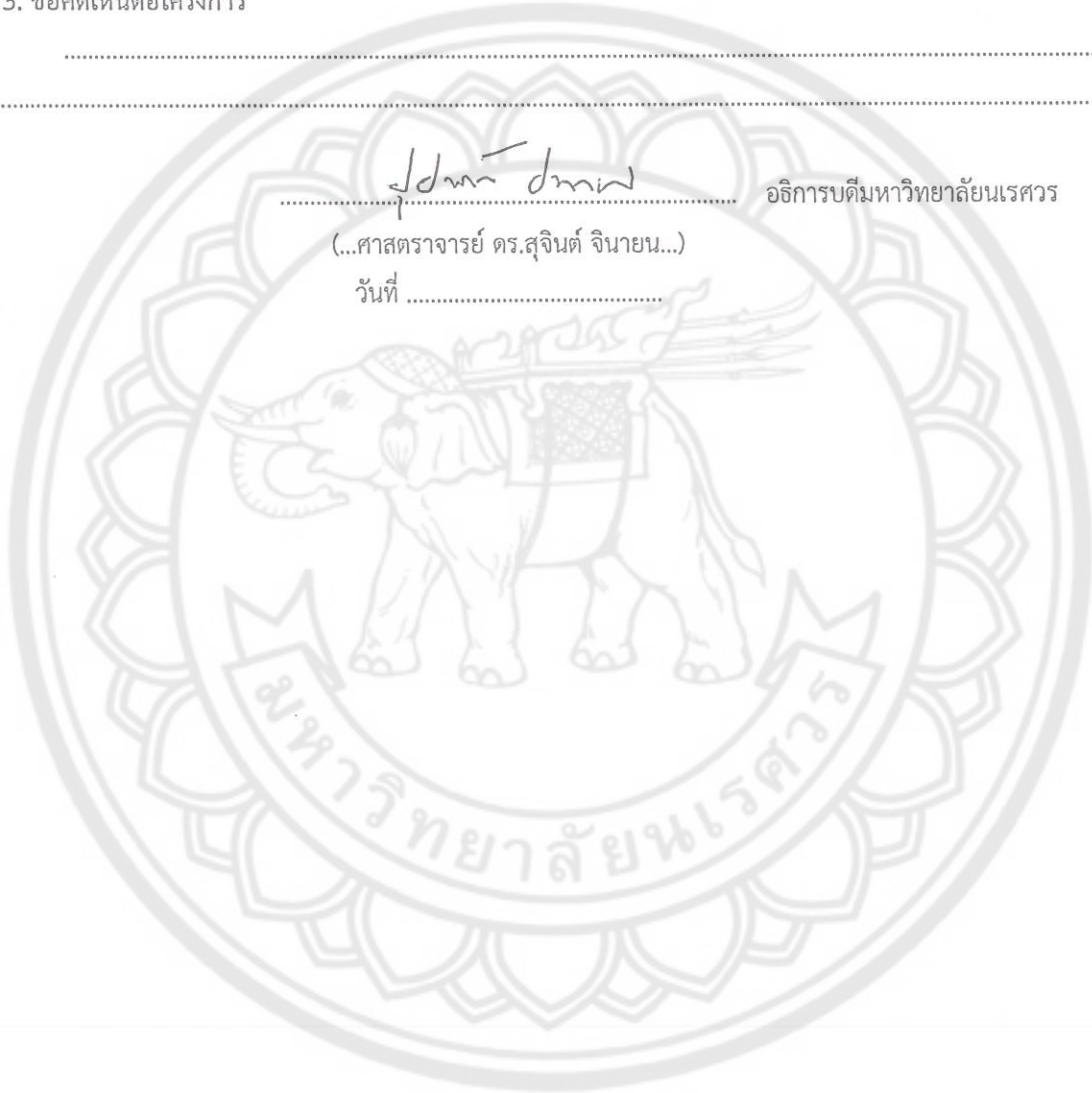 3. ข้อคิดเห็นต่อโครงการ
........................................................................
........................................................................
........................................ อธิการบดีมหาวิทยาลัยนเรศวร
(...ศาสตราจารย์ ดร.สุจินต์ จินายน...)
วันที่ ........................................
มหาวิทยาลัยนเรศวร